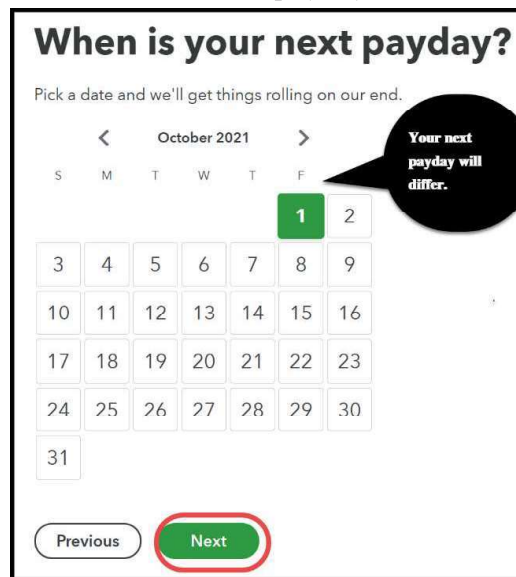 When is your next payday?
Pick a date and we'll get things rolling on our end.
October 2021
S M T W T F
1 2
3 4 5 6 7 8 9
10 11 12 13 14 15 16
17 18 19 20 21 22 23
24 25 26 27 28 29 30
31
Your next
payday will
differ.
Previous Next